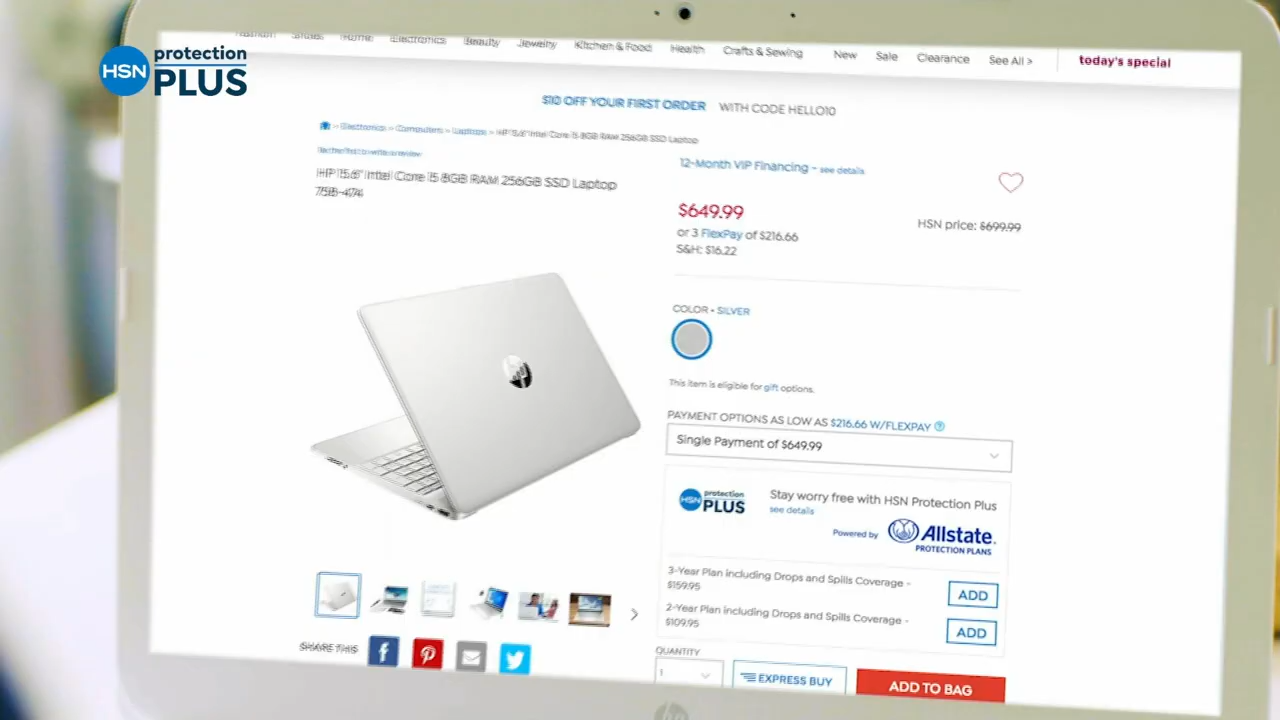 HSN protection PLUS
Fashion Shoes Home Electronics Beauty Jewelry Kitchen & Food Health Crafts & Sewing New Sale Clearance See All > today's special
$10 OFF YOUR FIRST ORDER WITH CODE HELLO10
> Electronics > Computers > Laptops > HP 15.6" Intel Core i5 8GB RAM 256GB SSD Laptop
Be the first to write a review
HP 15.6" Intel Core i5 8GB RAM 256GB SSD Laptop
758-474
12-Month VIP Financing - see details
$649.99
HSN price: $699.99
or 3 FlexPay of $216.66
S&H: $16.22
COLOR - SILVER
This item is eligible for gift options.
PAYMENT OPTIONS AS LOW AS $216.66 W/FLEXPAY ?
Single Payment of $649.99
HSN protection PLUS
Stay worry free with HSN Protection Plus
see details
Powered by Allstate.
PROTECTION PLANS
3-Year Plan including Drops and Spills Coverage -
$159.95
ADD
2-Year Plan including Drops and Spills Coverage -
$109.95
ADD
SHARE THIS
QUANTITY
1
EXPRESS BUY
ADD TO BAG
hp